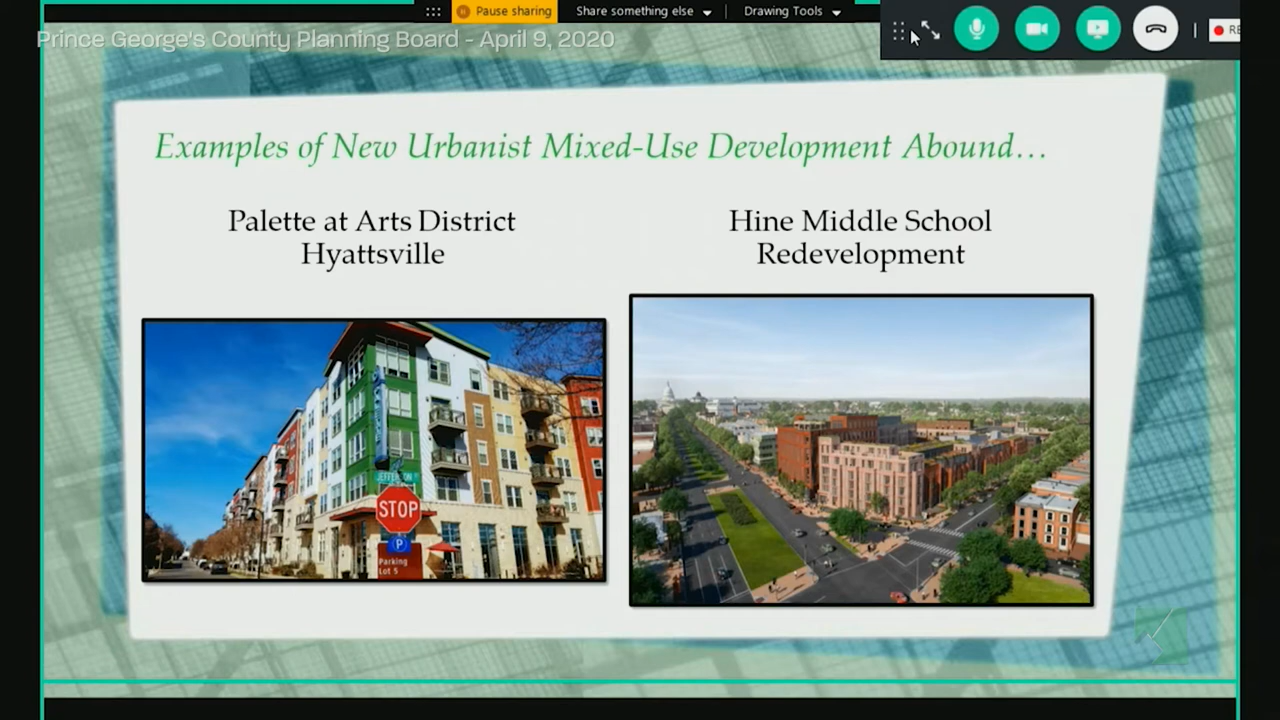 Pause sharing
Share something else
Drawing Tools
Prince George's County Planning Board - April 9, 2020
Examples of New Urbanist Mixed-Use Development Abound...
Palette at Arts District
Hyattsville
Hine Middle School
Redevelopment
JEFFERSON
STOP
P
Parking
Lot 5